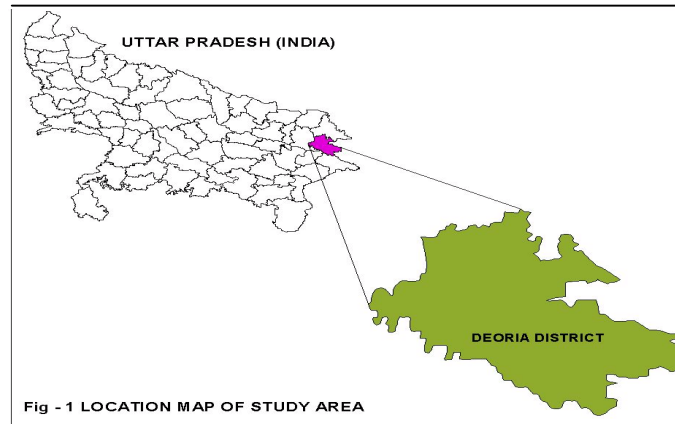 UTTAR PRADESH (INDIA)
DEORIA DISTRICT
Fig - 1 LOCATION MAP OF STUDY AREA